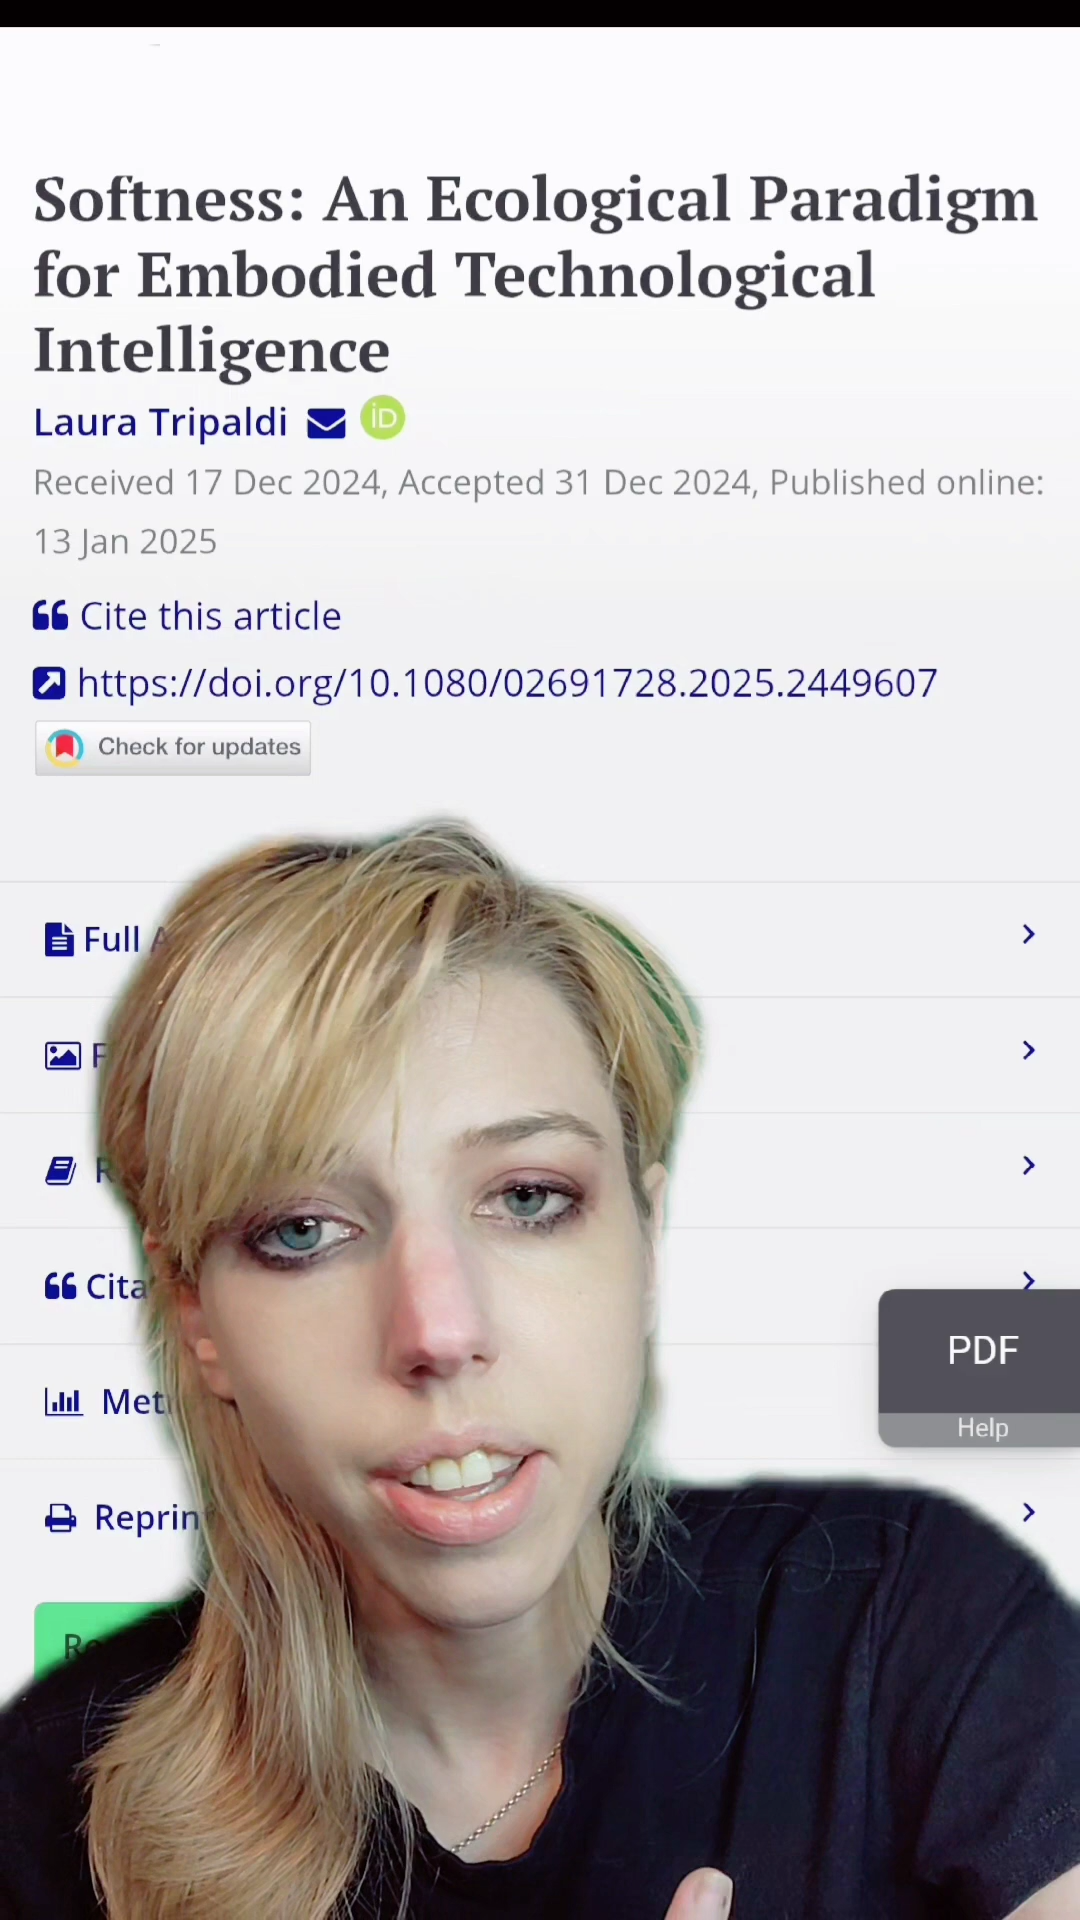 Softness: An Ecological Paradigm
for Embodied Technological
Intelligence
Laura Tripaldi iD
Received 17 Dec 2024, Accepted 31 Dec 2024, Published online:
13 Jan 2025
Cite this article
https://doi.org/10.1080/02691728.2025.2449607
Check for updates
Full
Cita
PDF
Help
Met
Reprin